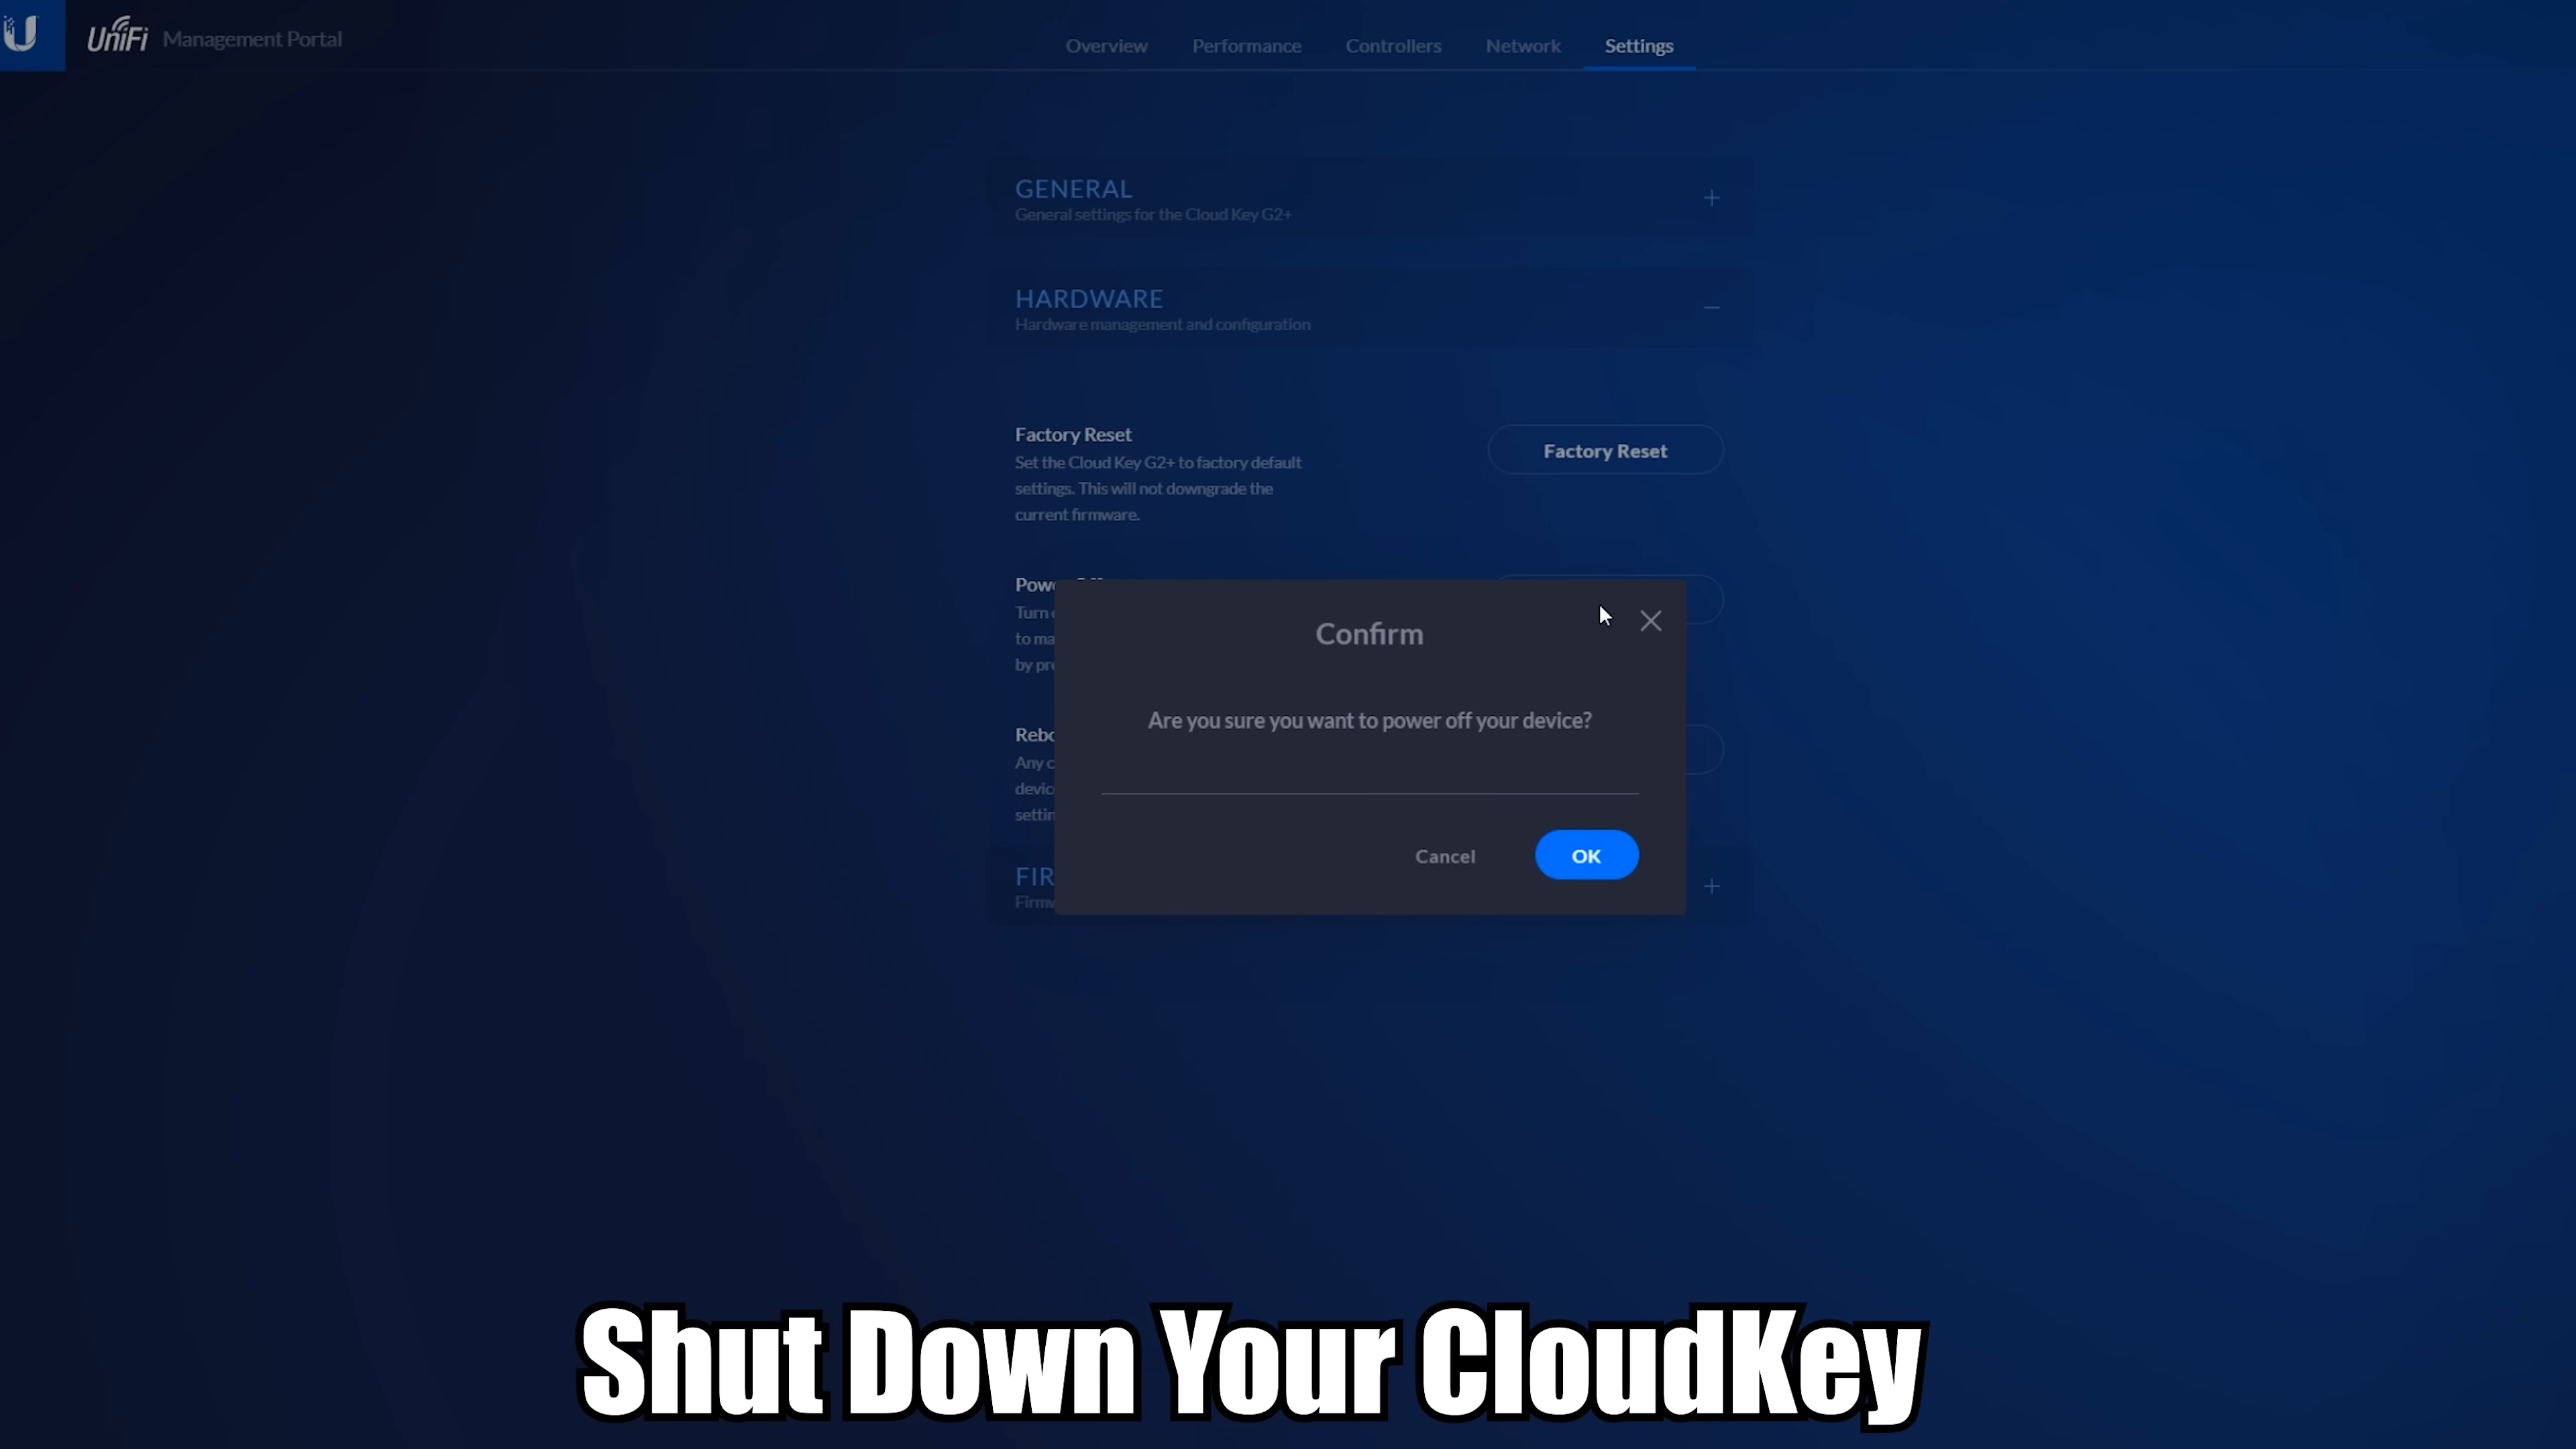 UniFi Management Portal
Overview Performance Controllers Network Settings
GENERAL
General settings for the Cloud Key G2+
HARDWARE
Hardware management and configuration
Factory Reset
Set the Cloud Key G2+ to factory default
settings. This will not downgrade the
current firmware.
Factory Reset
Turn
by
Any
Confirm
Are you sure you want to power off your device?
Cancel
OK
Shut Down Your CloudKey